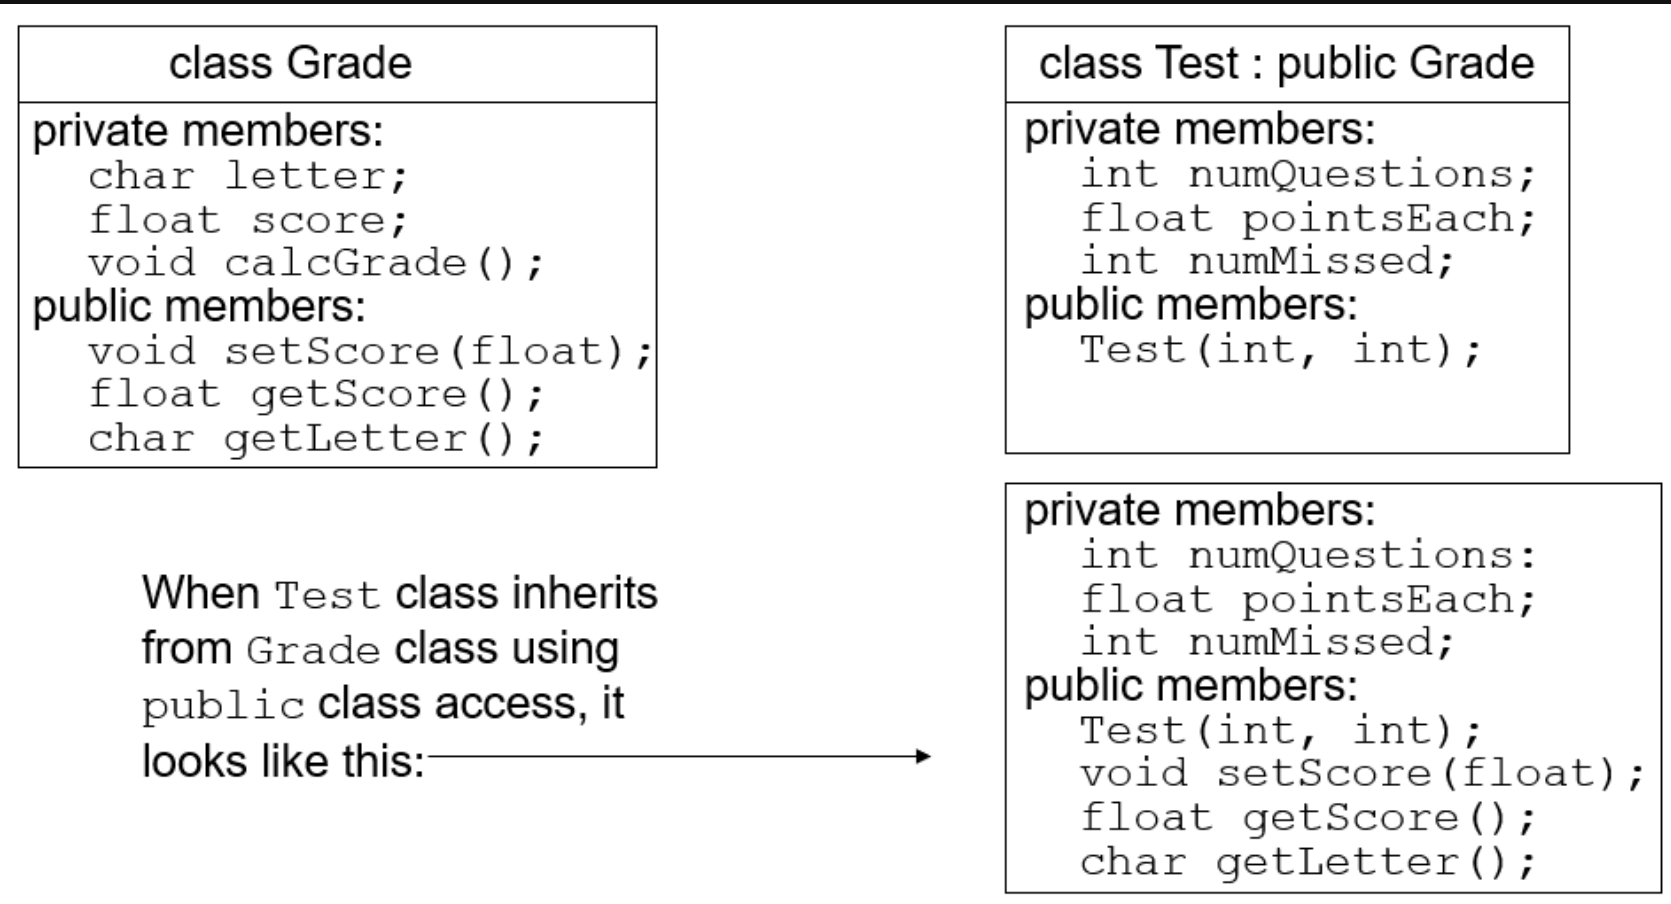 class Grade
private members:
char letter;
float score;
void calcGrade();
public members:
void setScore(float);
float getScore();
char getLetter();
class Test : public Grade
private members:
int numQuestions;
float pointsEach;
int numMissed;
public members:
Test(int, int);
When Test class inherits
from Grade class using
public class access, it
looks like this:
private members:
int numQuestions:
float pointsEach;
int numMissed;
public members:
Test(int, int);
void setScore(float);
float getScore();
char getLetter();